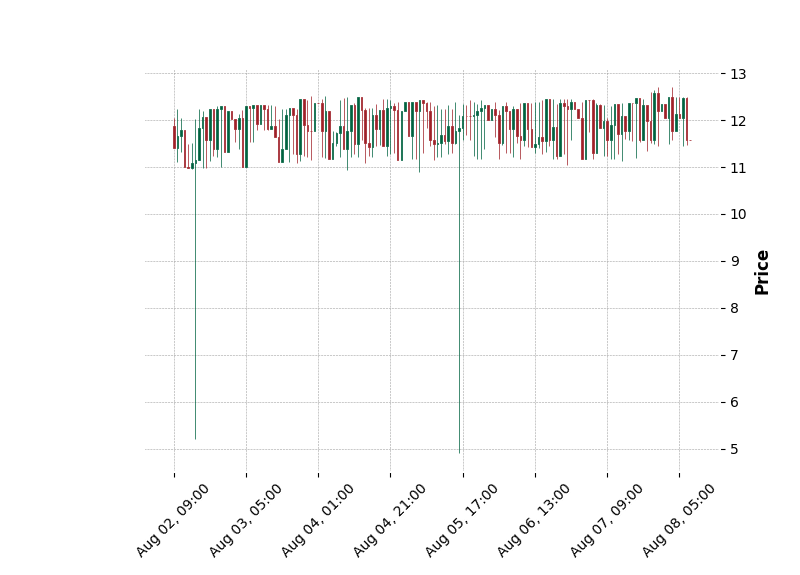 13
12
11
10
9
8
7
6
5
Price
Aug 02, 09:00
Aug 03, 05:00
Aug 04, 01:00
Aug 04, 21:00
Aug 05, 17:00
Aug 06, 13:00
Aug 07, 09:00
Aug 08, 05:00